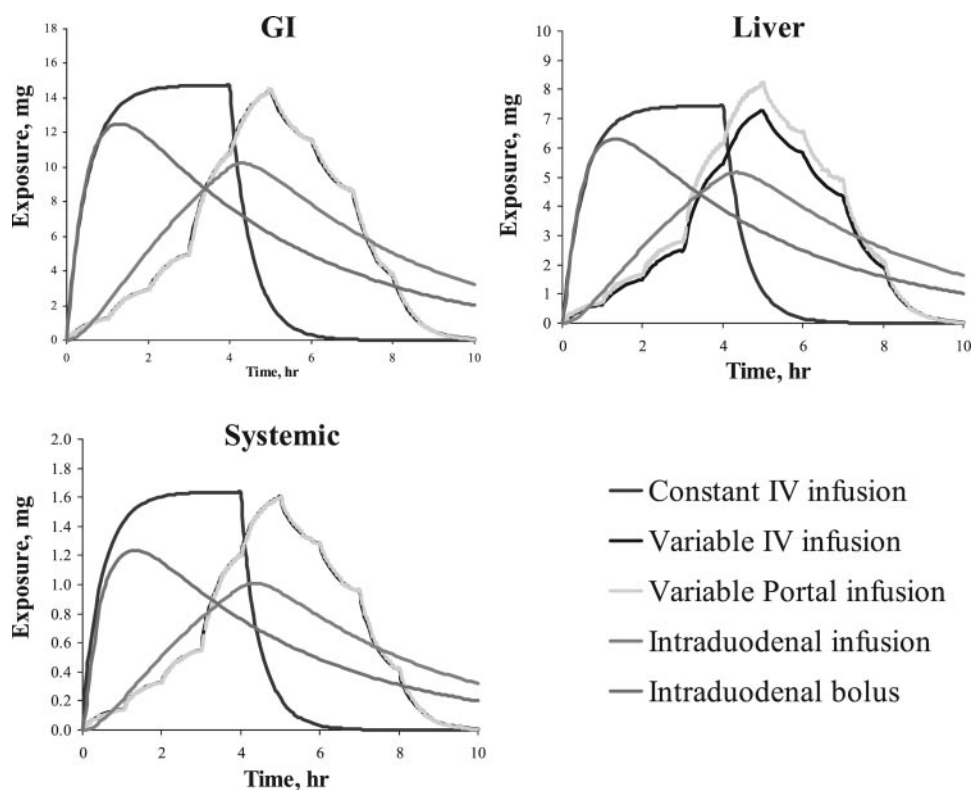 GI
Exposure, mg
18
16
14
12
10
8
6
4
2
0
0 2 4 6 8 10
Time, hr
Liver
Exposure, mg
10
9
8
7
6
5
4
3
2
1
0
0 2 4 6 8 10
Time, hr
Systemic
Exposure, mg
2.0
1.8
1.6
1.4
1.2
1.0
0.8
0.6
0.4
0.2
0.0
0 2 4 6 8 10
Time, hr
Constant IV infusion
Variable IV infusion
Variable Portal infusion
Intraduodenal infusion
Intraduodenal bolus